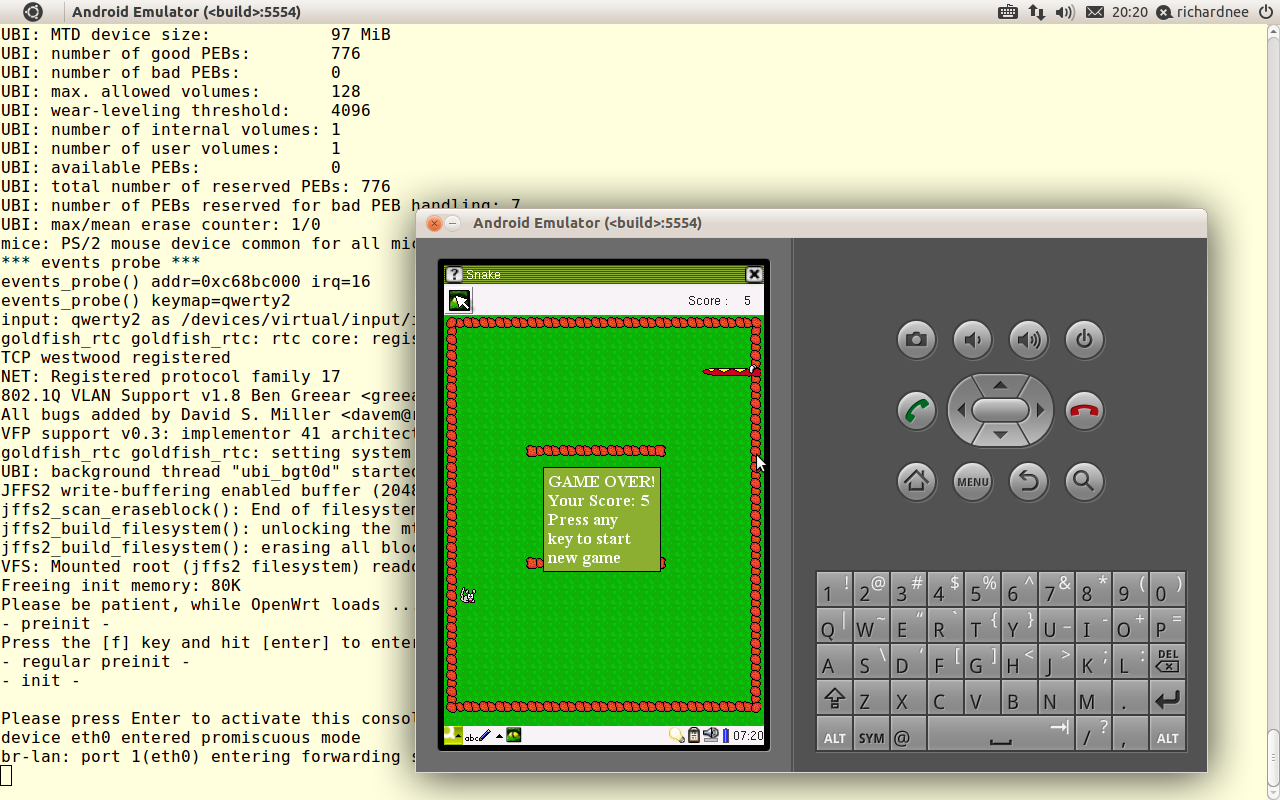 Android Emulator (<build>:5554)
20:20
richardnee
UBI: MTD device size: 97 MiB
UBI: number of good PEBs: 776
UBI: number of bad PEBs: 0
UBI: max. allowed volumes: 128
UBI: wear-leveling threshold: 4096
UBI: number of internal volumes: 1
UBI: number of user volumes: 1
UBI: available PEBs: 0
UBI: total number of reserved PEBs: 776
UBI: number of PEBs reserved for bad PEB handling: 7
UBI: max/mean erase counter: 1/0
mice: PS/2 mouse device common for all mic
*** events probe ***
events_probe() addr=0xc68bc000 irq=16
events_probe() keymap=qwerty2
input: qwerty2 as /devices/virtual/input/i
goldfish_rtc goldfish_rtc: rtc core: regis
TCP westwood registered
NET: Registered protocol family 17
802.1Q VLAN Support v1.8 Ben Greear <greea
All bugs added by David S. Miller <davem@r
VFP support v0.3: implementor 41 architect
goldfish_rtc goldfish_rtc: setting system
UBI: background thread "ubi_bgt0d" started
JFFS2 write-buffering enabled buffer (2048
jffs2_scan_eraseblock(): End of filesystem
jffs2_build_filesystem(): unlocking the mt
jffs2_build_filesystem(): erasing all bloc
VFS: Mounted root (jffs2 filesystem) reado
Freeing init memory: 80K
Please be patient, while OpenWrt loads ...
- preinit -
Press the [f] key and hit [enter] to enter
- regular preinit -
- init -
Please press Enter to activate this consol
device eth0 entered promiscuous mode
br-lan: port 1(eth0) entering forwarding s
Android Emulator (<build>:5554)
? Snake
Score : 5
GAME OVER!
Your Score: 5
Press any
key to start
new game
abc
07:20
MENU
1 ! 2 @ 3 # 4 $ 5 % 6 ^ 7 & 8 * 9 ( 0 )
Q | W ~ E “ R ` T { Y } U _ I - O + P =
A S \ D ‘ F [ G ] H < J > K ; L : DEL
Z X C V B N M .
ALT SYM @ / ? , ALT